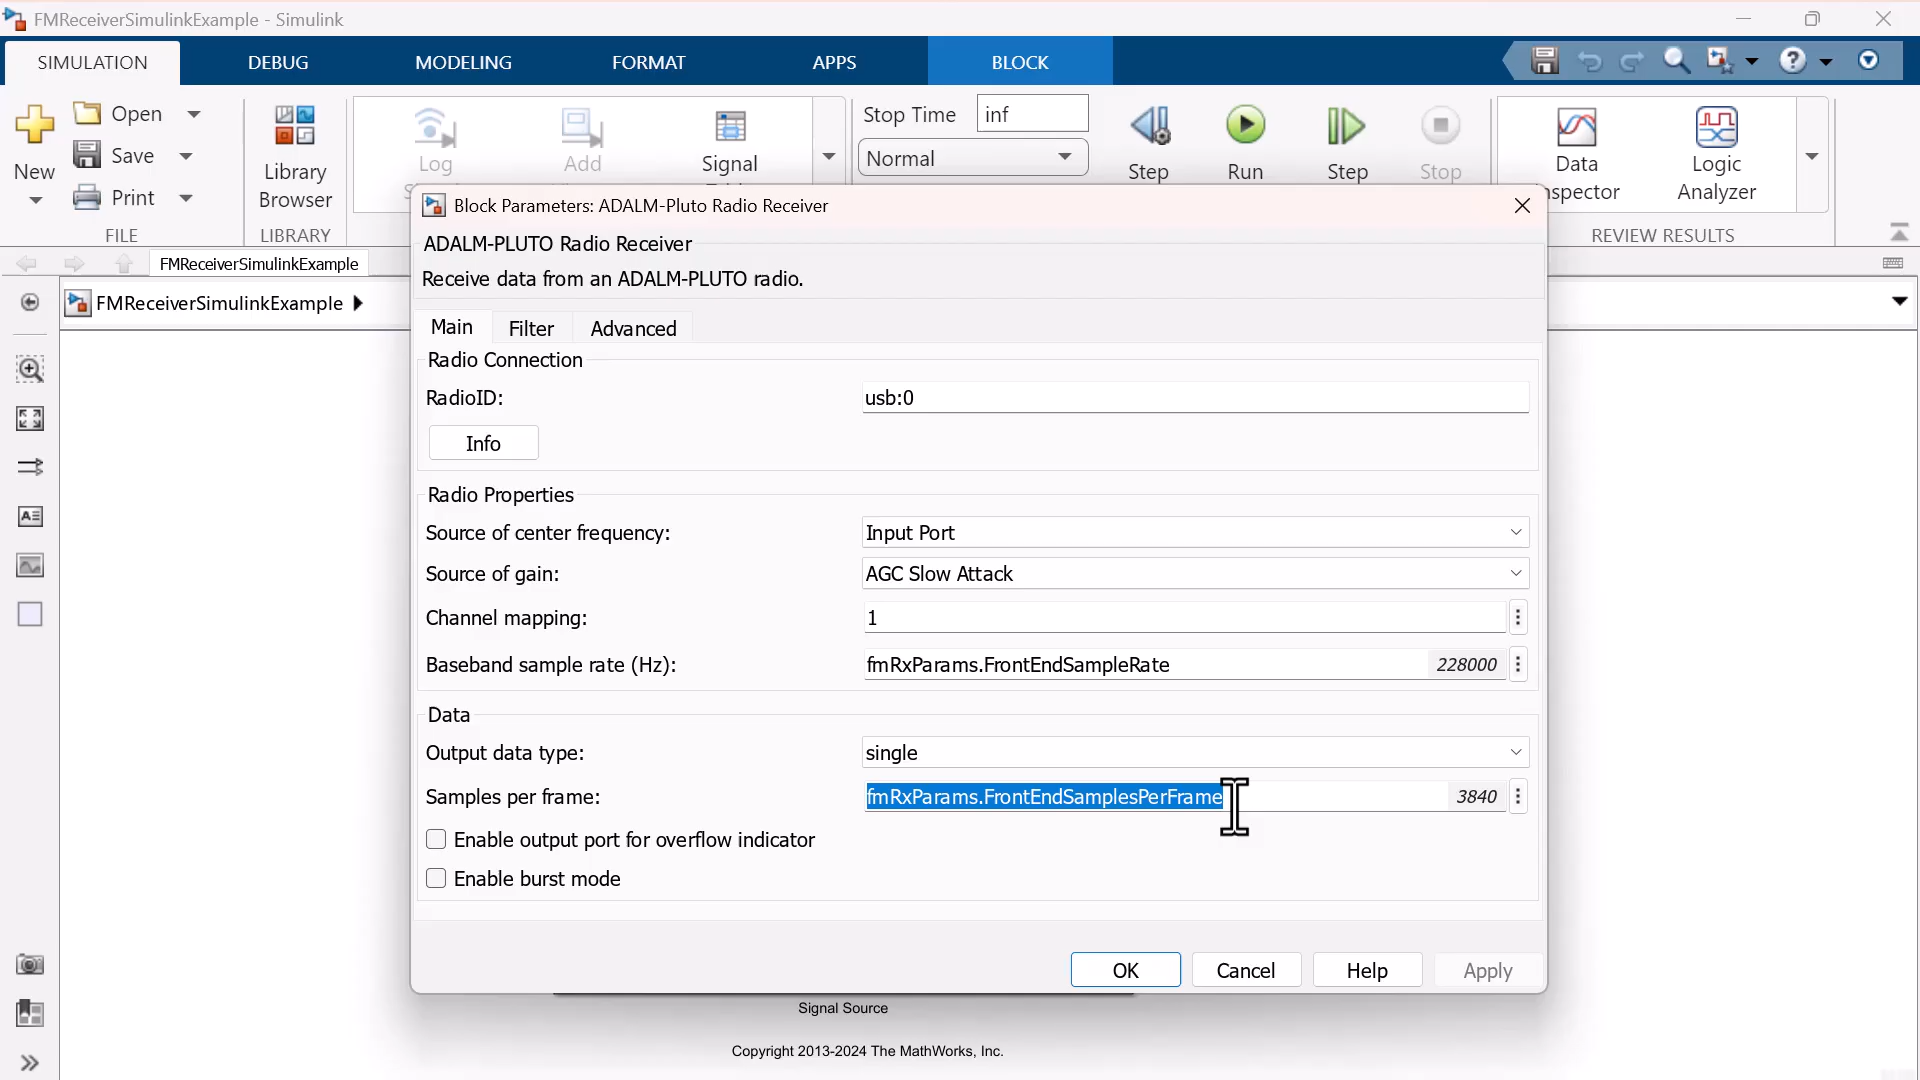 FMReceiverSimulinkExample - Simulink
SIMULATION
DEBUG
MODELING
FORMAT
APPS
BLOCK
New
Open
Save
Print
FILE
Library
Browser
LIBRARY
Log
Add
Signal
Stop Time
inf
Normal
Step
Run
Step
Stop
Data
Inspector
Logic
Analyzer
REVIEW RESULTS
FMReceiverSimulinkExample
FMReceiverSimulinkExample
Block Parameters: ADALM-Pluto Radio Receiver
ADALM-PLUTO Radio Receiver
Receive data from an ADALM-PLUTO radio.
Main
Filter
Advanced
Radio Connection
RadioID:
usb:0
Info
Radio Properties
Source of center frequency:
Input Port
Source of gain:
AGC Slow Attack
Channel mapping:
1
Baseband sample rate (Hz):
fmRxParams.FrontEndSampleRate
228000
Data
Output data type:
single
Samples per frame:
fmRxParams.FrontEndSamplesPerFrame
3840
Enable output port for overflow indicator
Enable burst mode
OK
Cancel
Help
Apply
Signal Source
Copyright 2013-2024 The MathWorks, Inc.